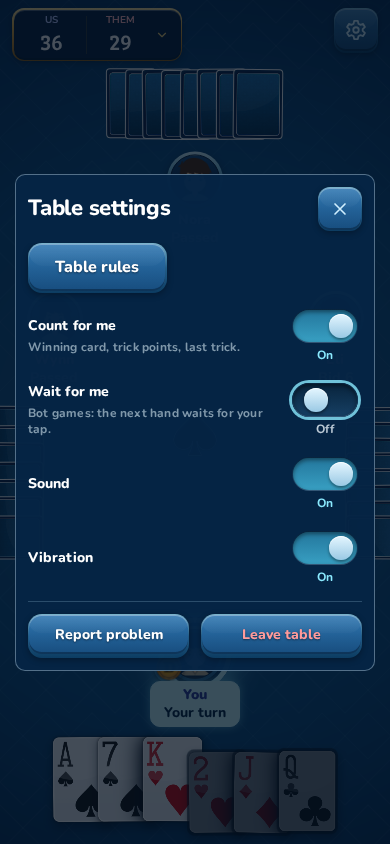 US
THEM
36
29
Table settings
Table rules
Count for me
Winning card, trick points, last trick.
On
Wait for me
Bot games: the next hand waits for your
tap.
Off
Sound
On
Vibration
On
Report problem
Leave table
You
Your turn
A
7
K
2
J
Q